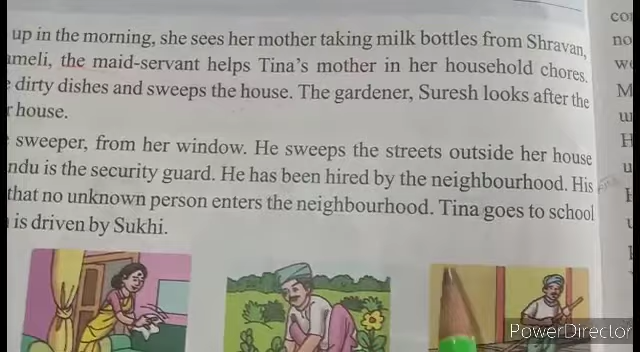 up in the morning, she sees her mother taking milk bottles from Shravan,
ameli, the maid-servant helps Tina's mother in her household chores.
dirty dishes and sweeps the house. The gardener, Suresh looks after the
house.
sweeper, from her window. He sweeps the streets outside her house
ndu is the security guard. He has been hired by the neighbourhood. His
that no unknown person enters the neighbourhood. Tina goes to school
is driven by Sukhi.
PowerDirector